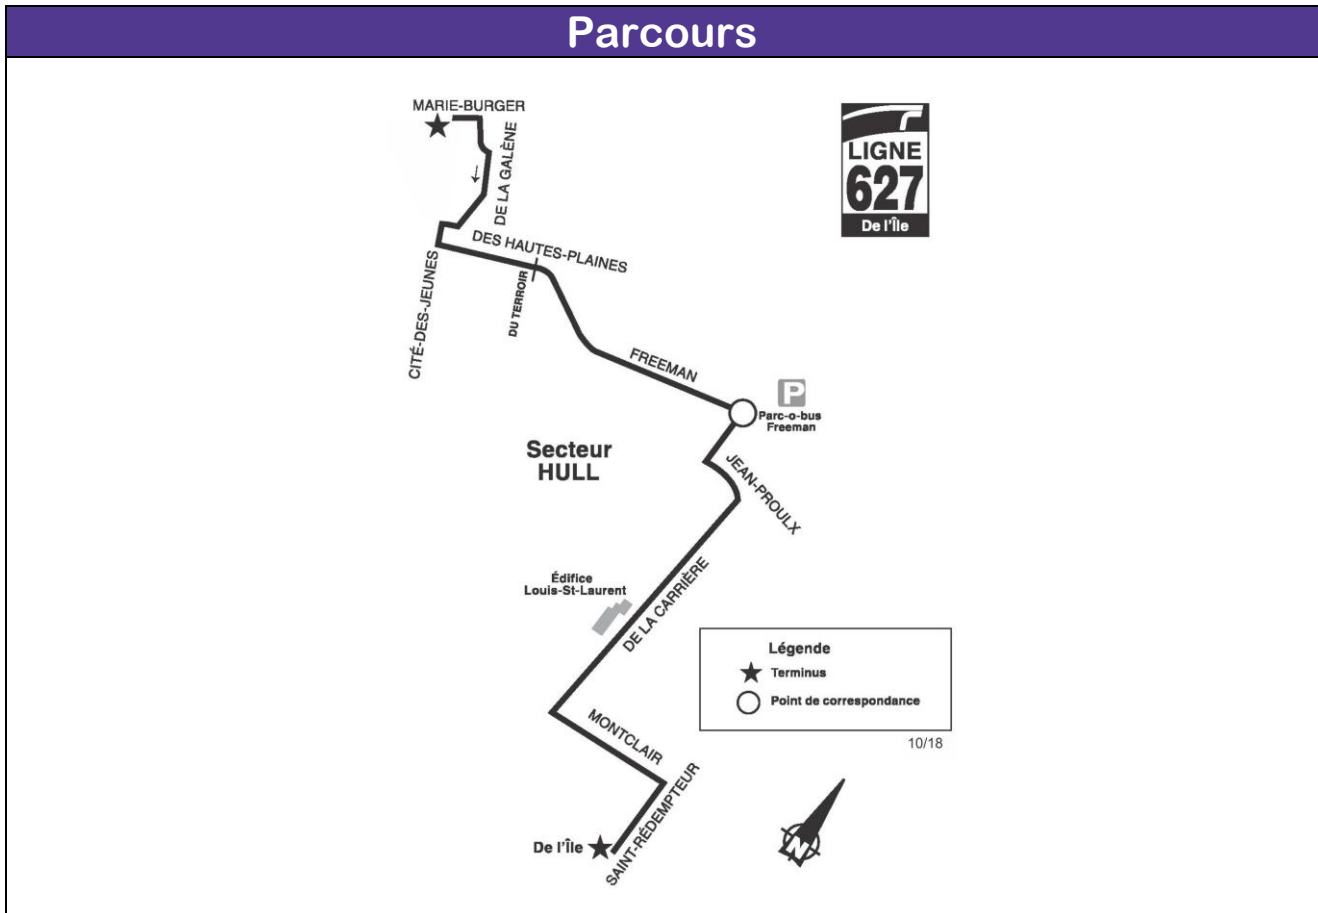 Parcours
MARIE-BURGER
DE LA GALÈNE
LIGNE
627
De l'Île
DES HAUTES-PLAINES
CITÉ-DES-JEUNES
DU TERROIR
FREEMAN
P
Parc-o-bus
Freeman
Secteur
HULL
JEAN-PROULX
Édifice
Louis-St-Laurent
DE LA CARRIÈRE
Légende
Terminus
Point de correspondance
10/18
MONTCLAIR
SAINT-RÉDEMPTEUR
De l'Île
N